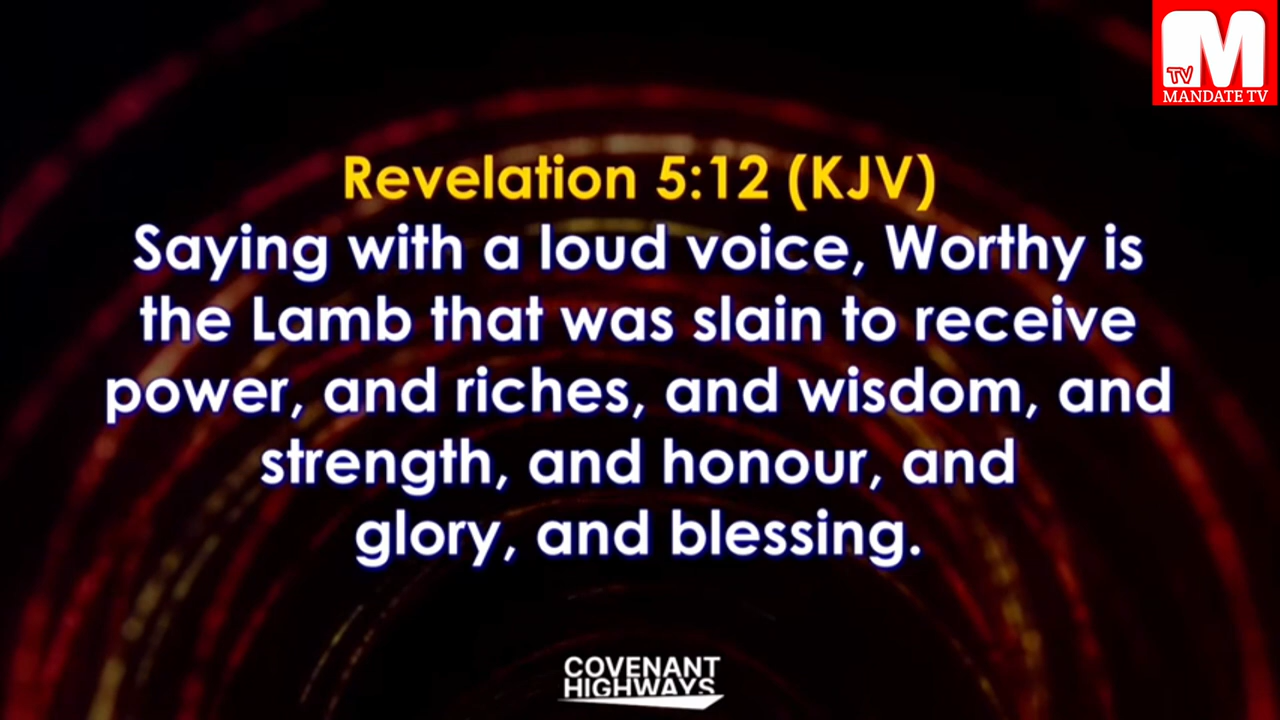 TV M
MANDATE TV
Revelation 5:12 (KJV)
Saying with a loud voice, Worthy is
the Lamb that was slain to receive
power, and riches, and wisdom, and
strength, and honour, and
glory, and blessing.
COVENANT
HIGHWAYS